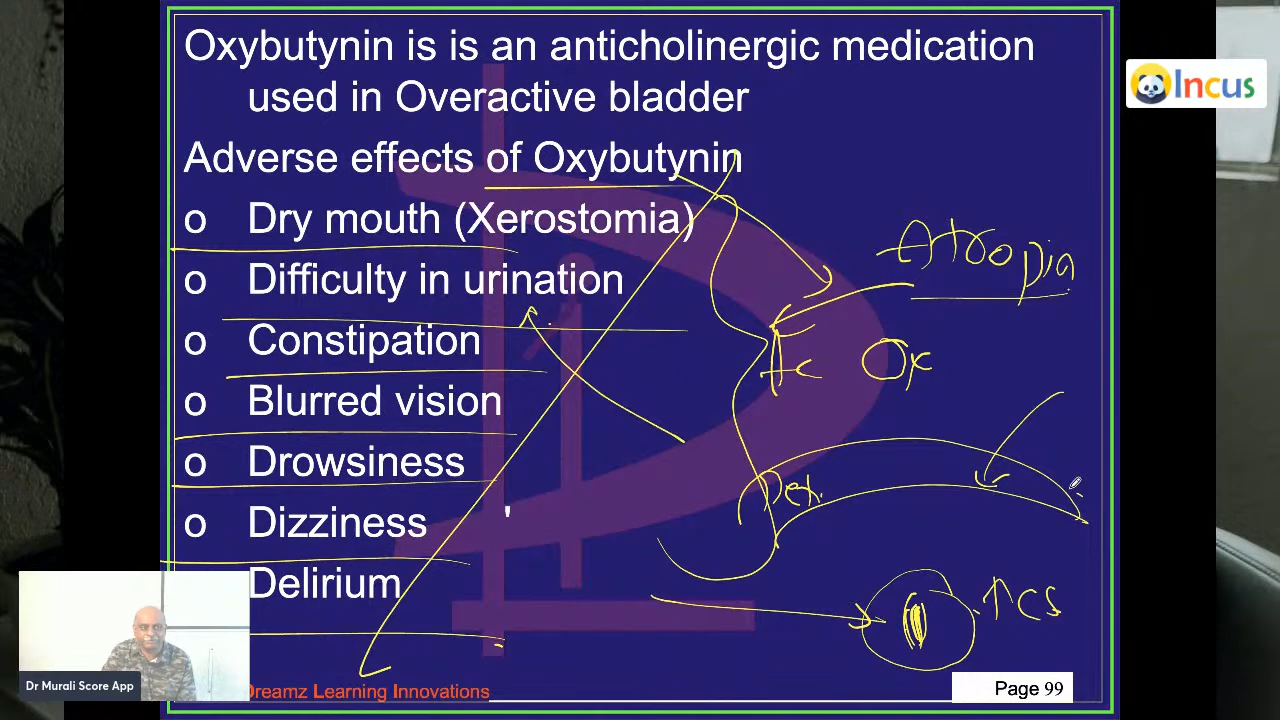 Oxybutynin is is an anticholinergic medication
used in Overactive bladder
Incus
Adverse effects of Oxybutynin
o Dry mouth (Xerostomia)
Atropin
o Difficulty in urination
o Constipation
Ox
o Blurred vision
o Drowsiness
o Dizziness '
Delirium
Dr Murali Score App
Dreamz Learning Innovations
Page 99